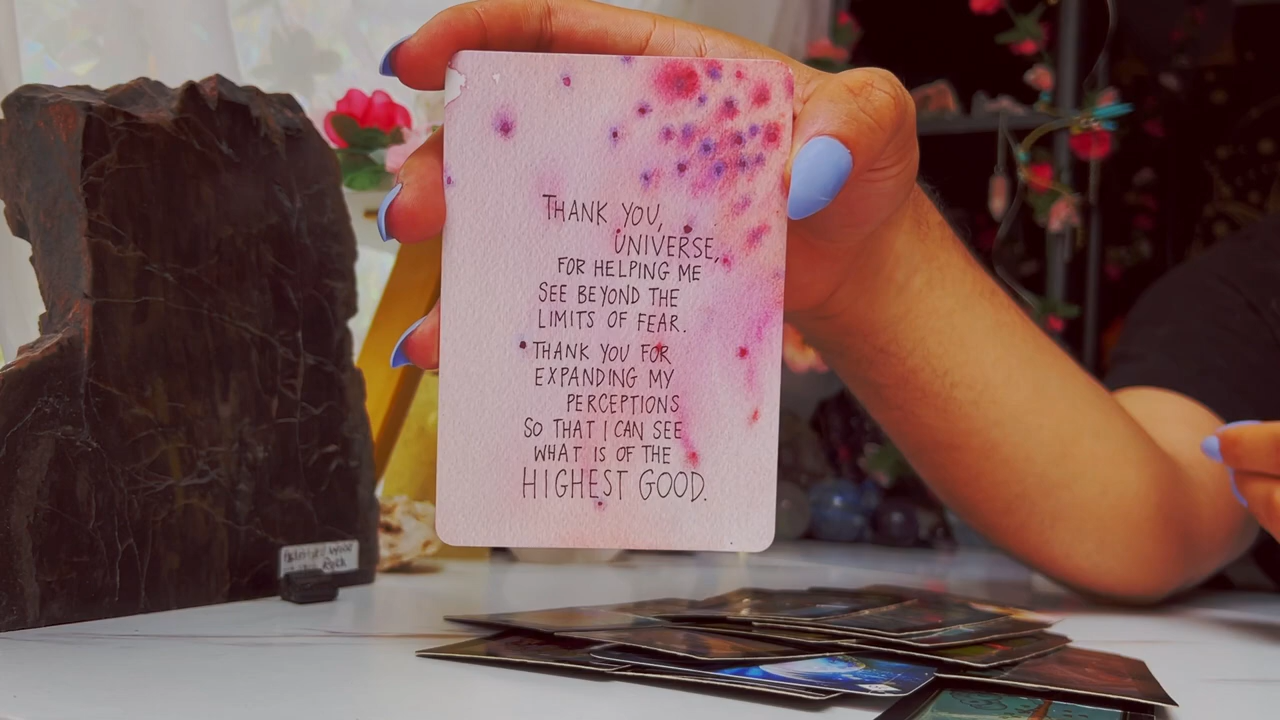 THANK YOU,
UNIVERSE,
FOR HELPING ME
SEE BEYOND THE
LIMITS OF FEAR.
THANK YOU FOR
EXPANDING MY
PERCEPTIONS
SO THAT I CAN SEE
WHAT IS OF THE
HIGHEST GOOD.